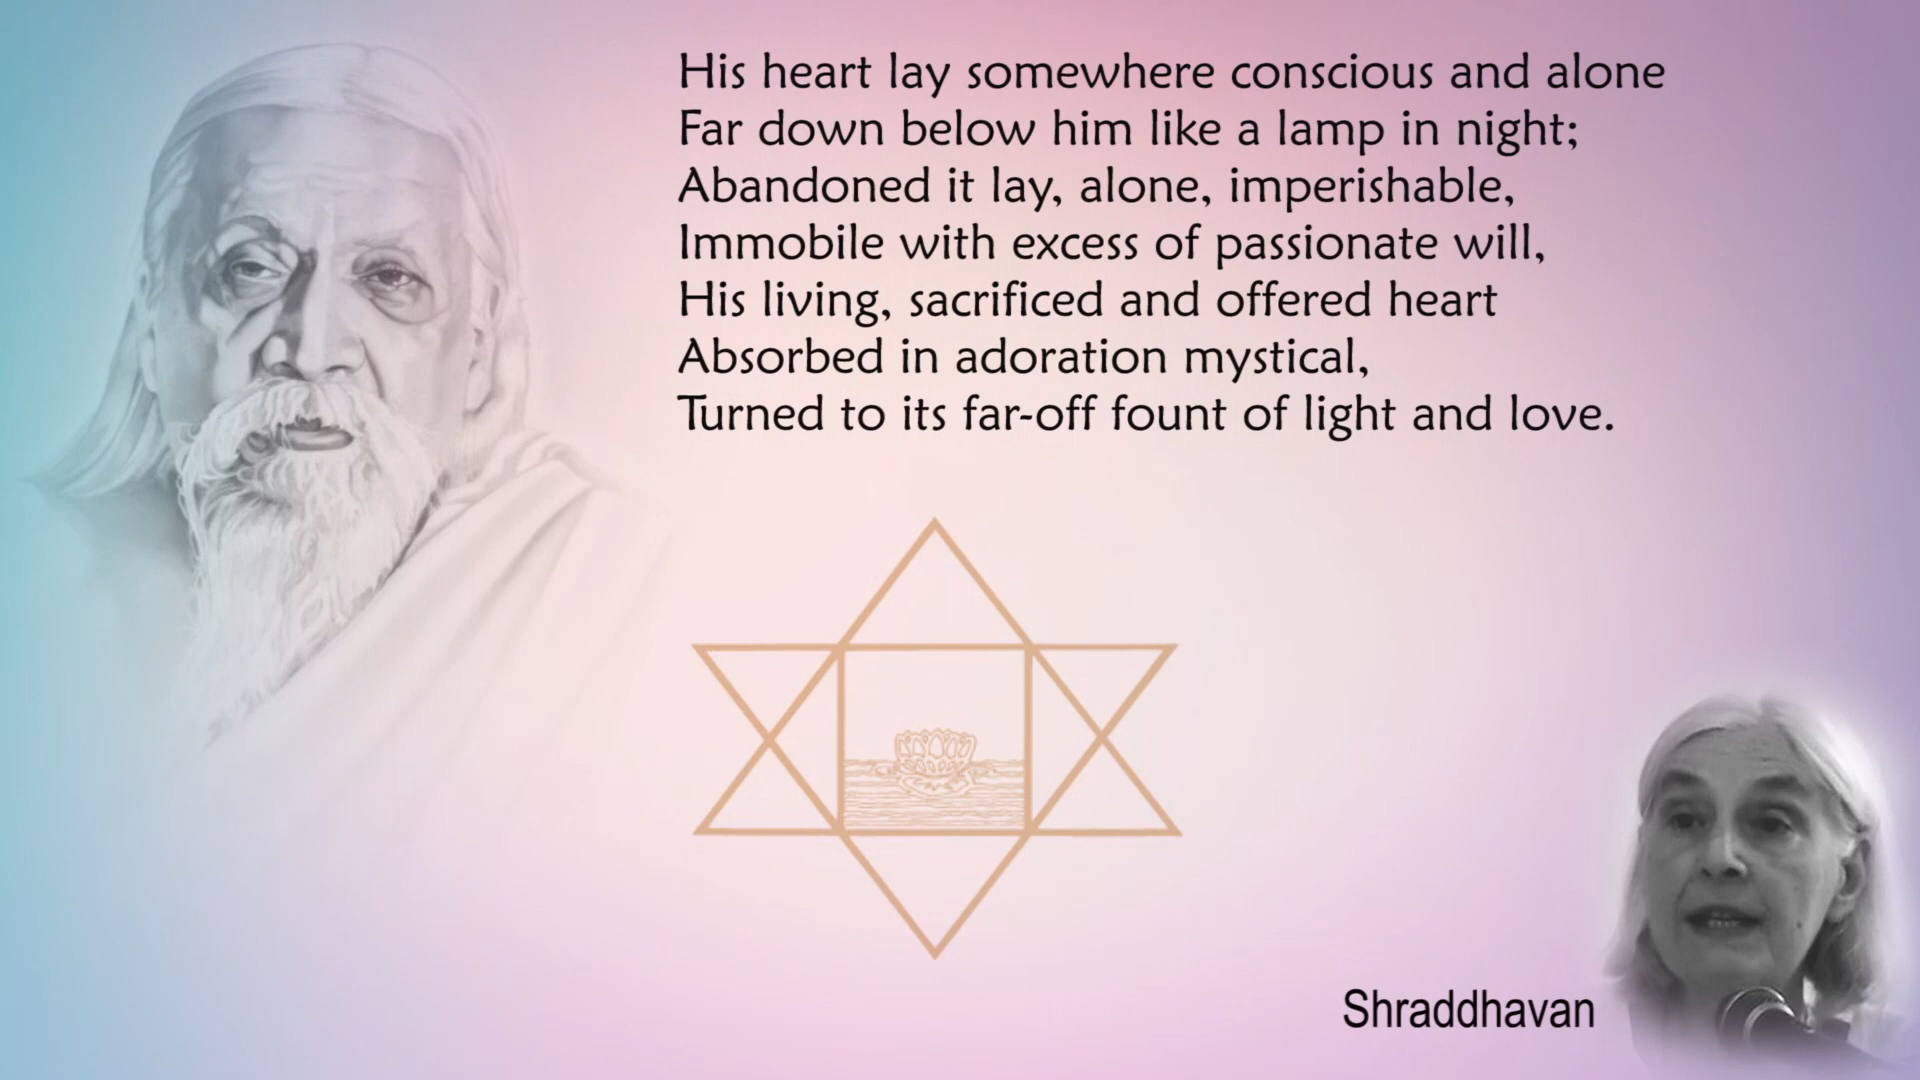 His heart lay somewhere conscious and alone
Far down below him like a lamp in night;
Abandoned it lay, alone, imperishable,
Immobile with excess of passionate will,
His living, sacrificed and offered heart
Absorbed in adoration mystical,
Turned to its far-off fount of light and love.
Shraddhavan